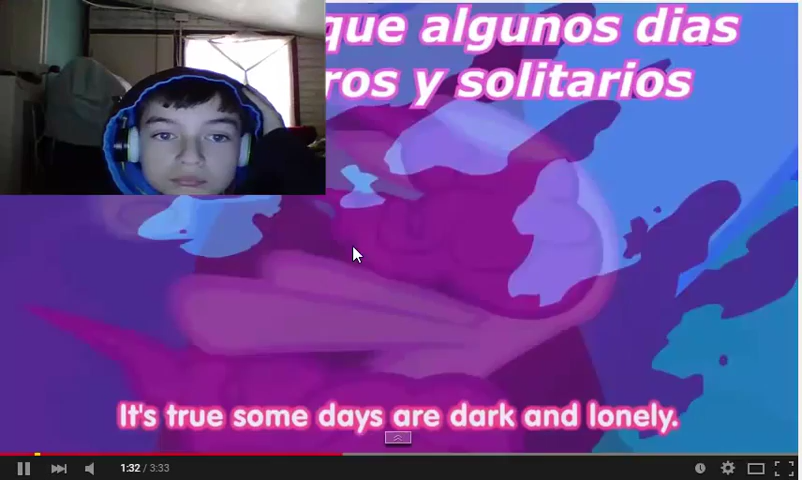 que algunos dias
ros y solitarios
It's true some days are dark and lonely.
1:32 / 3:33